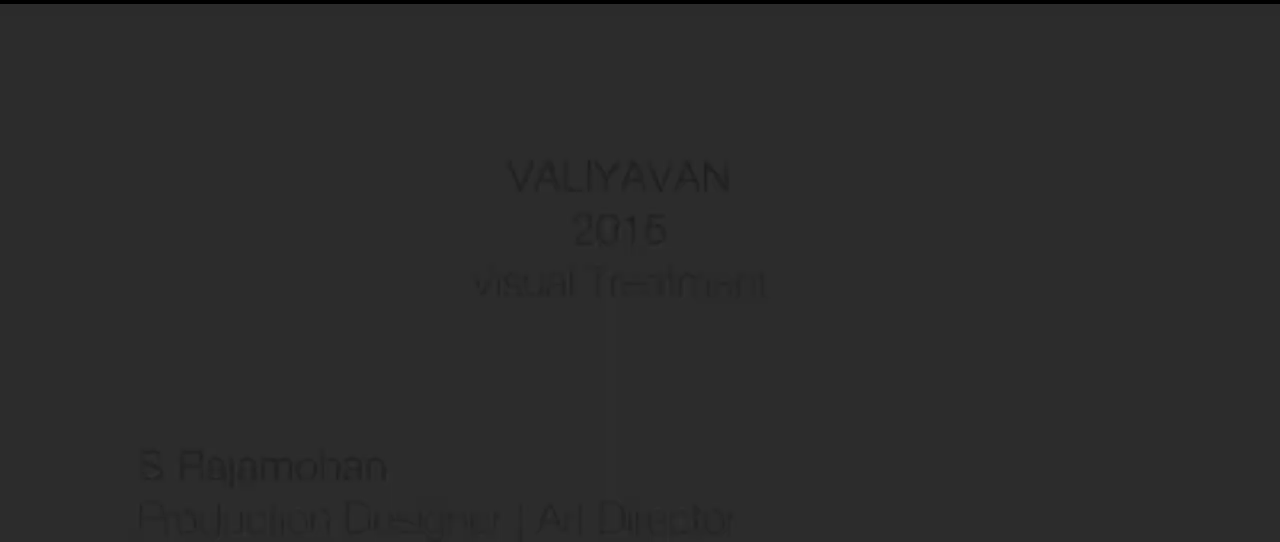 VALIYAVAN
2015
Visual Treatment
S Rajamohan
Production Designer | Art Director